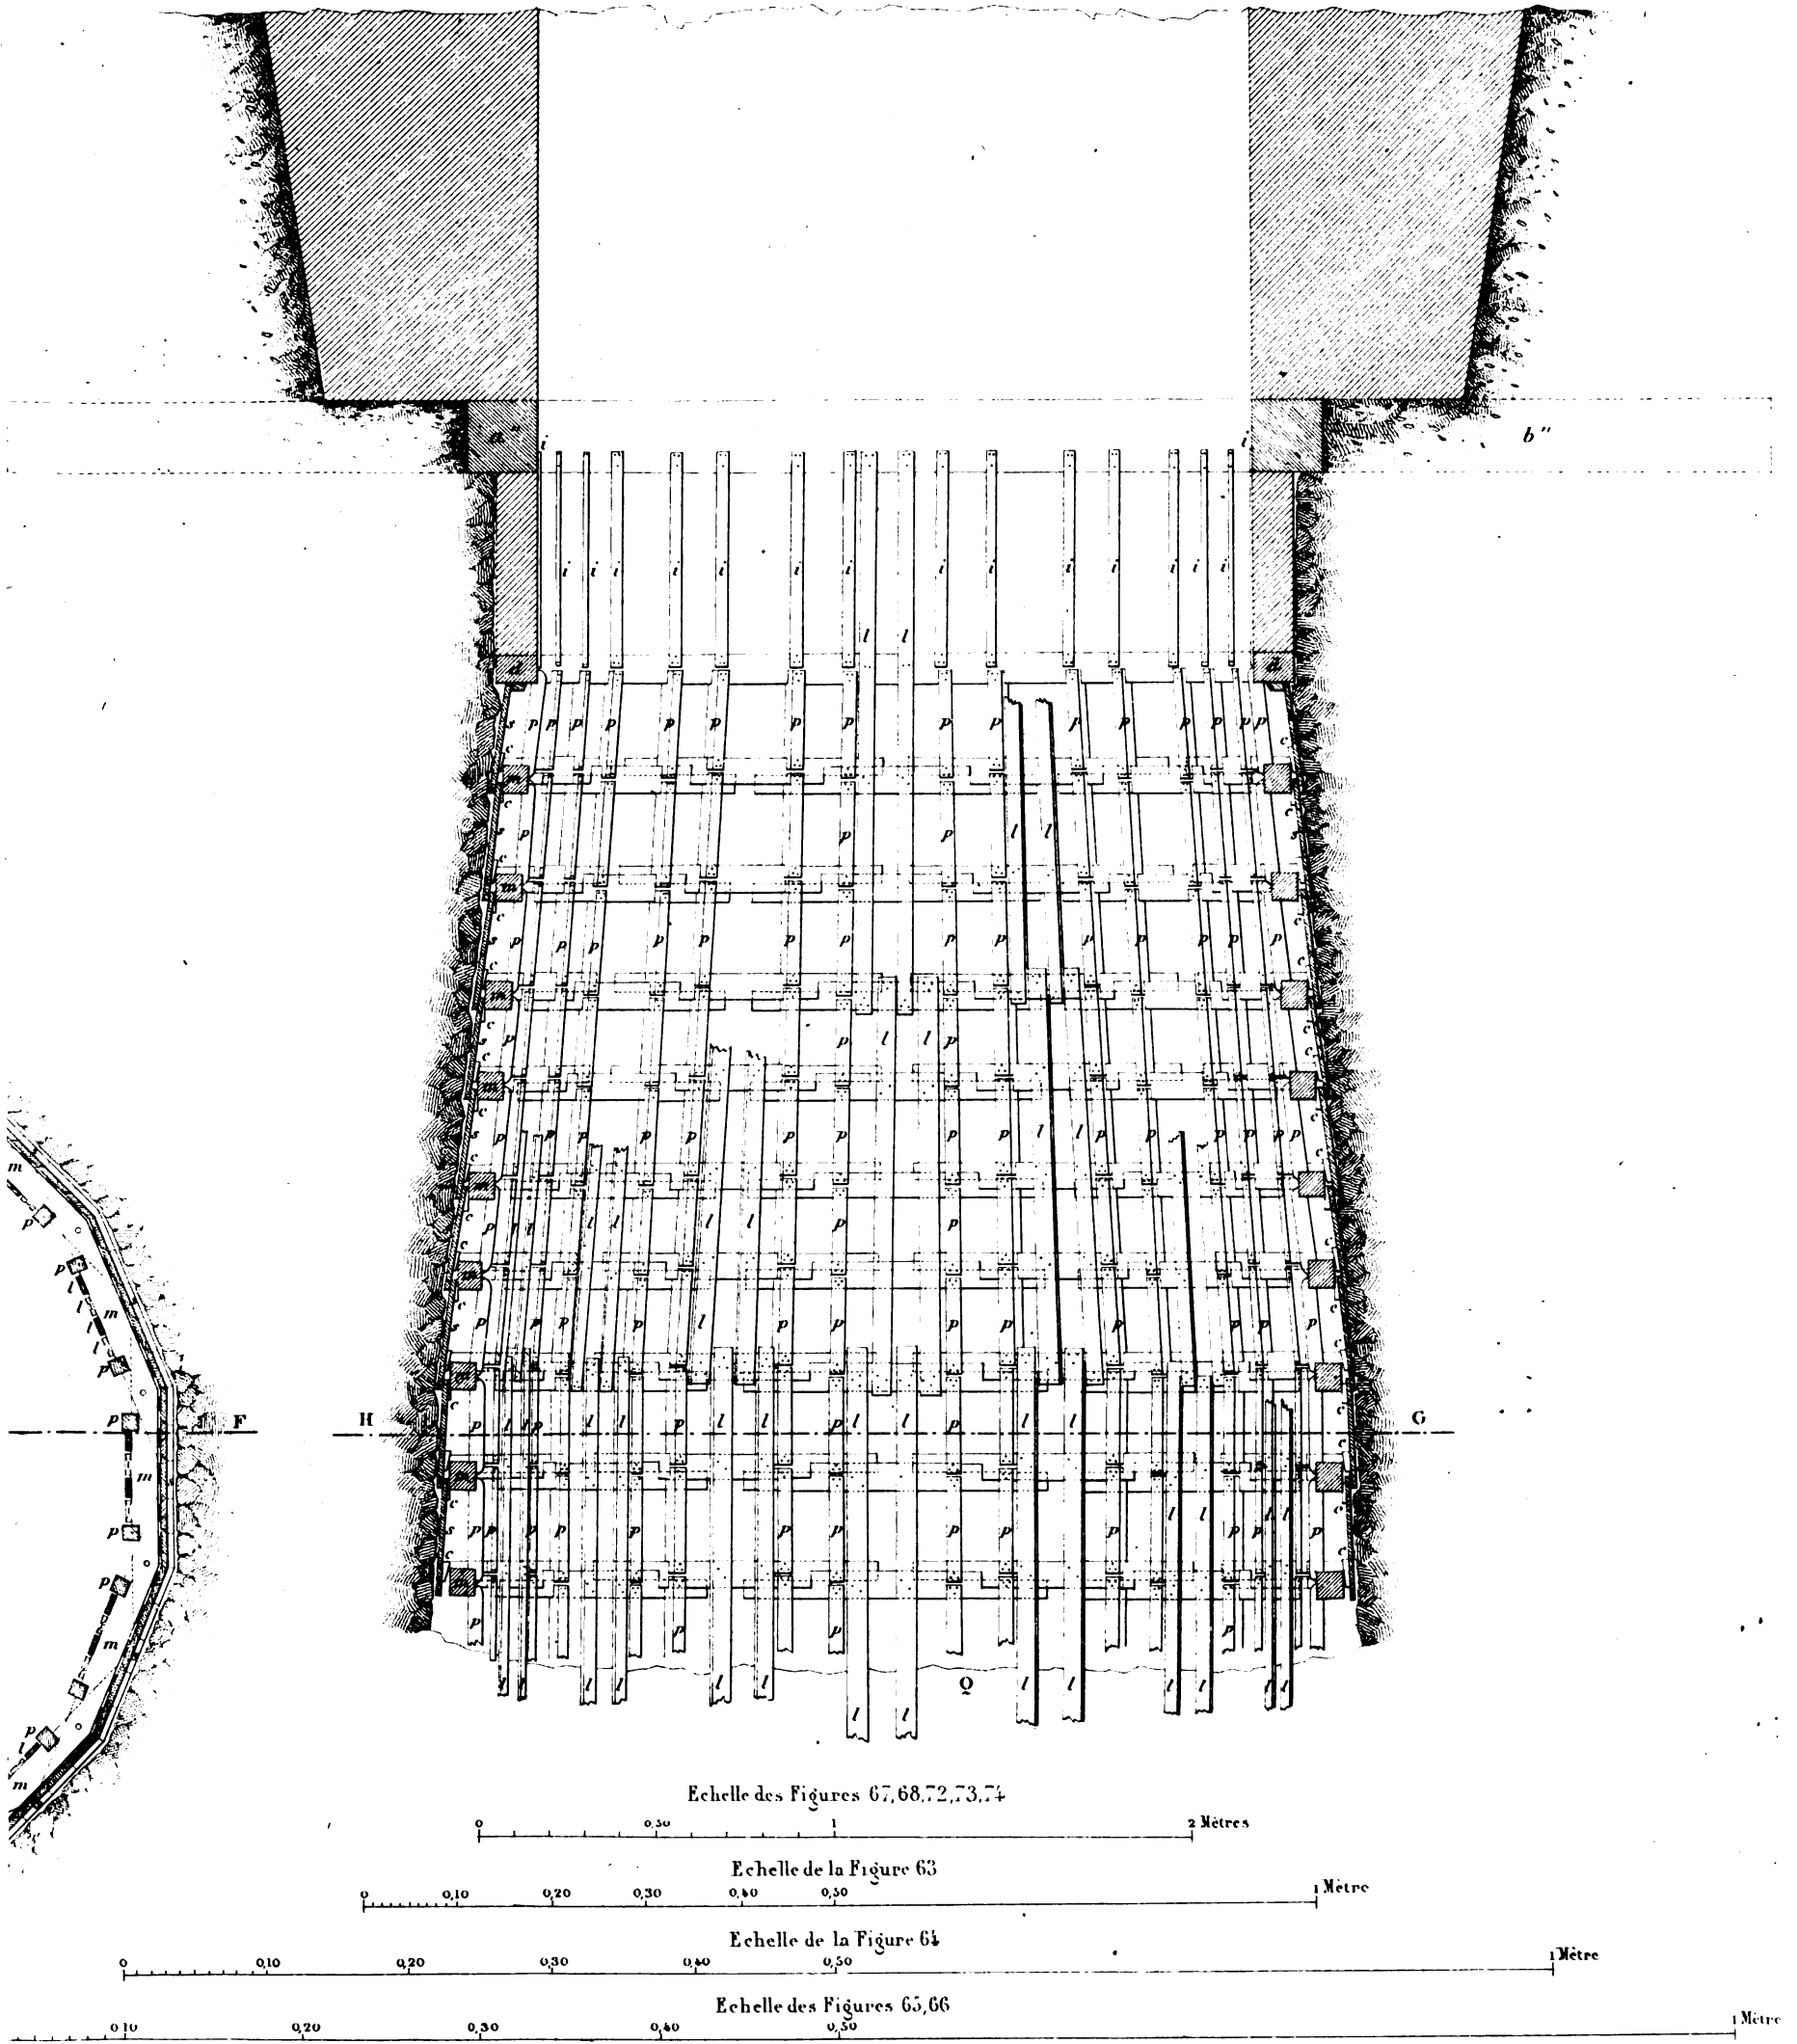 a" i i b"
i i i i i i i i i i i i i i
l l
d d
s p p p p p p p p p p p p p p p p
c c
m
c c
s p p p l l s
c c
m
c c
s p p p p p p p p p p p p p
c c
m
c
s p p l l p
c c
m
m c c
s p p p p p p p l l p p p p p p
c c
m
p c p l l l l l l p p c
p c c
l m
l m
l s p p p p l p p p p p p p
l c c
p m
p F H c p l l p l l p l l p l p l l G
m c
m
c l l l l c
p s p p p p p p p p p p p p p
c c
p m
m p p p p
l l l l l l Q l l l l l l
p l l
l
m
Echelle des Figures 67,68,72,73,74
0 0,50 1 2 Mètres
Echelle de la Figure 63
0 0,10 0,20 0,30 0,40 0,50 1 Mètre
Echelle de la Figure 64
0 0,10 0,20 0,30 0,40 0,50 1 Mètre
Echelle des Figures 65,66
0 10 0,20 0,30 0,40 0,50 1 Mètre